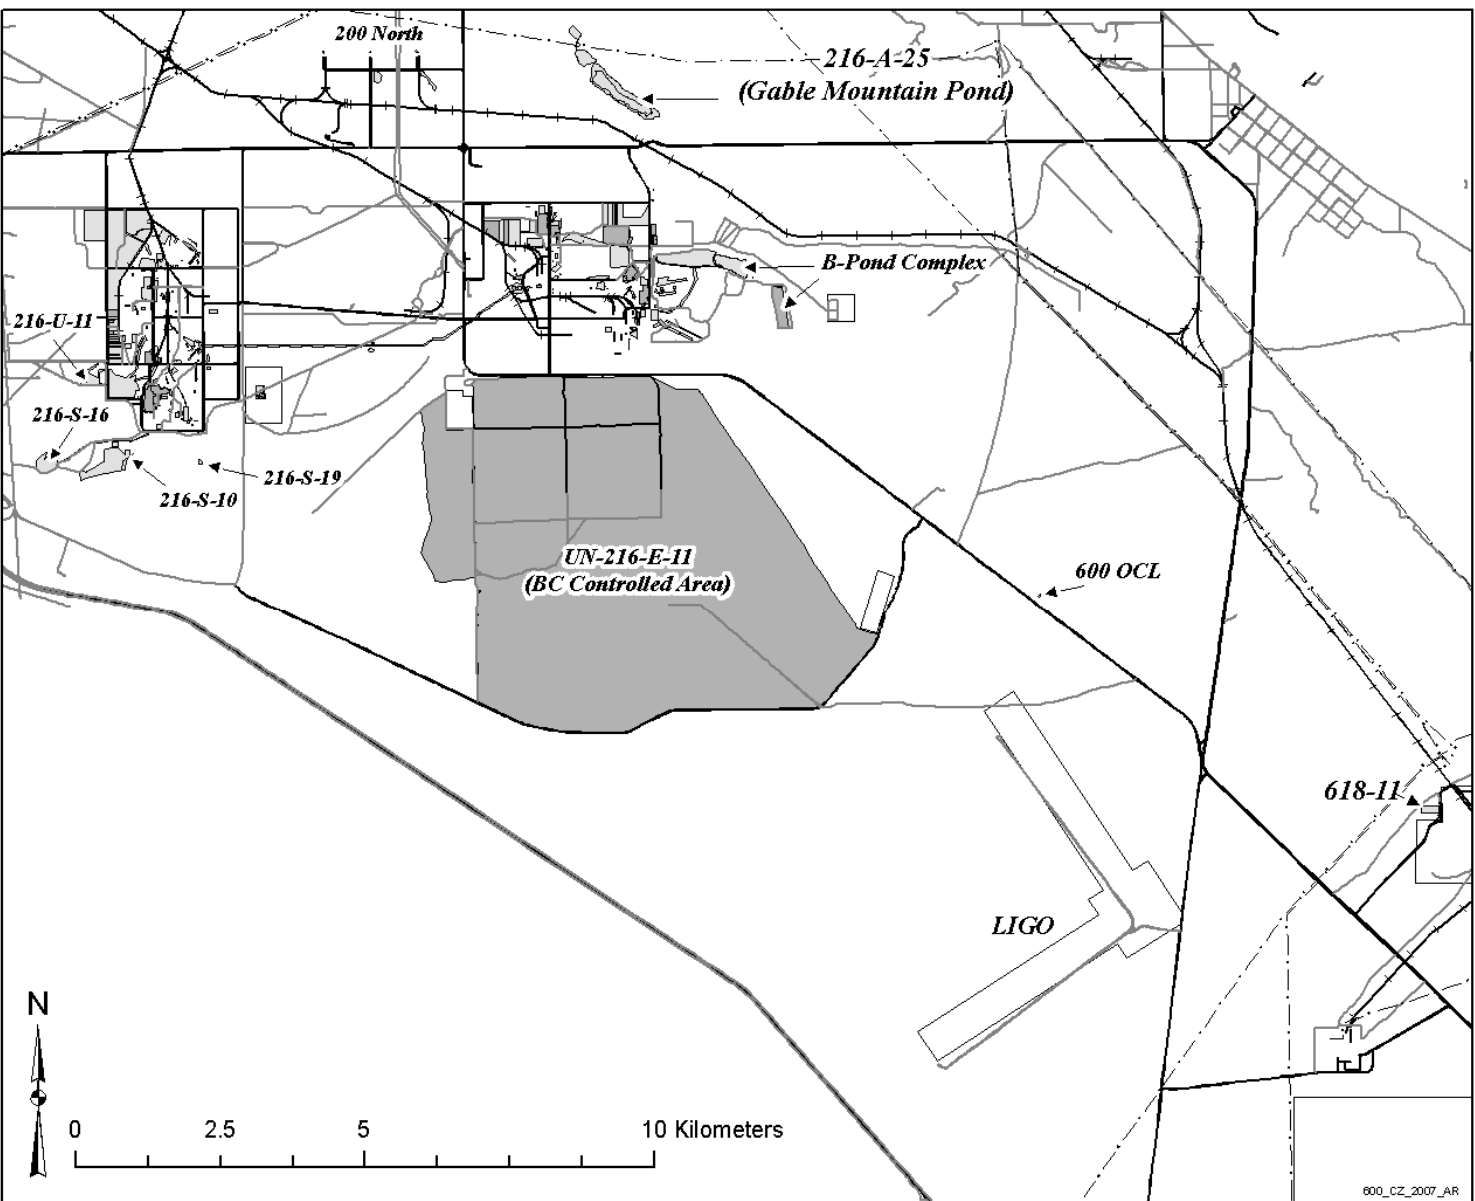 200 North
216-A-25
(Gable Mountain Pond)
B-Pond Complex
216-U-11
216-S-16
216-S-19
216-S-10
UN-216-E-11
(BC Controlled Area)
600 OCL
618-11
LIGO
N
0 2.5 5 10 Kilometers
600_CZ_2007_AR